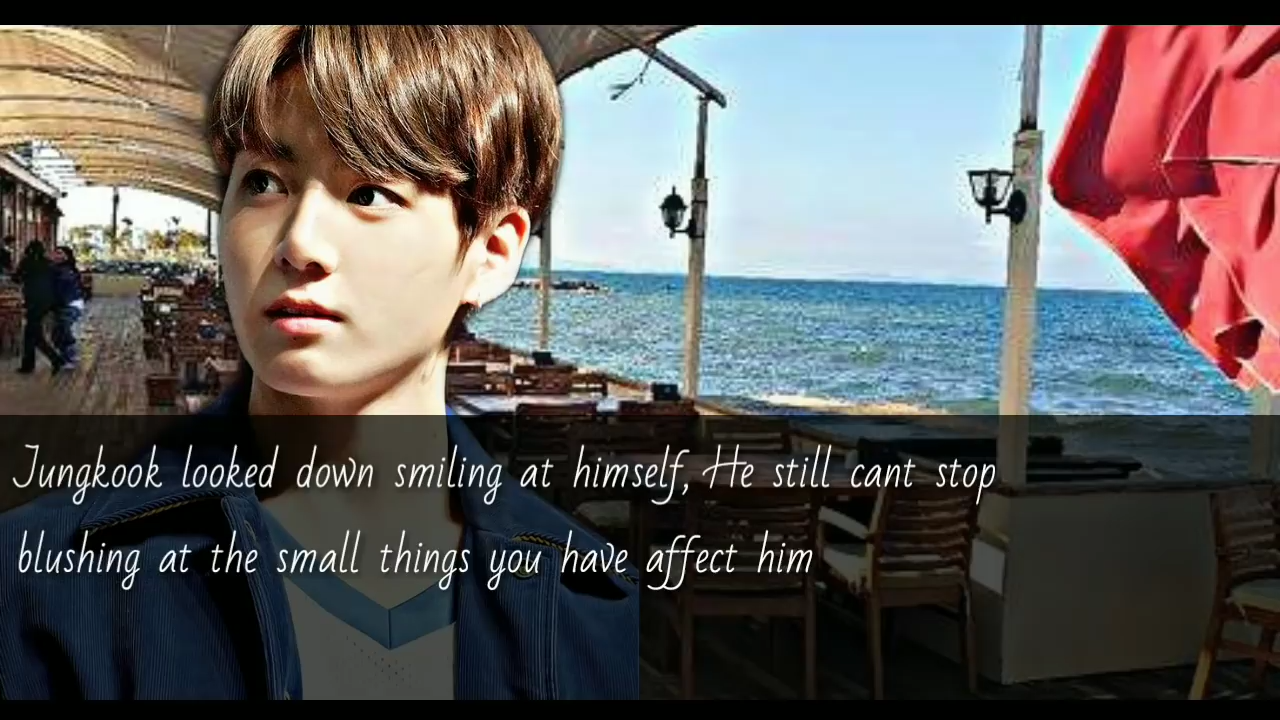 Jungkook looked down smiling at himself, He still cant stop
blushing at the small things you have affect him